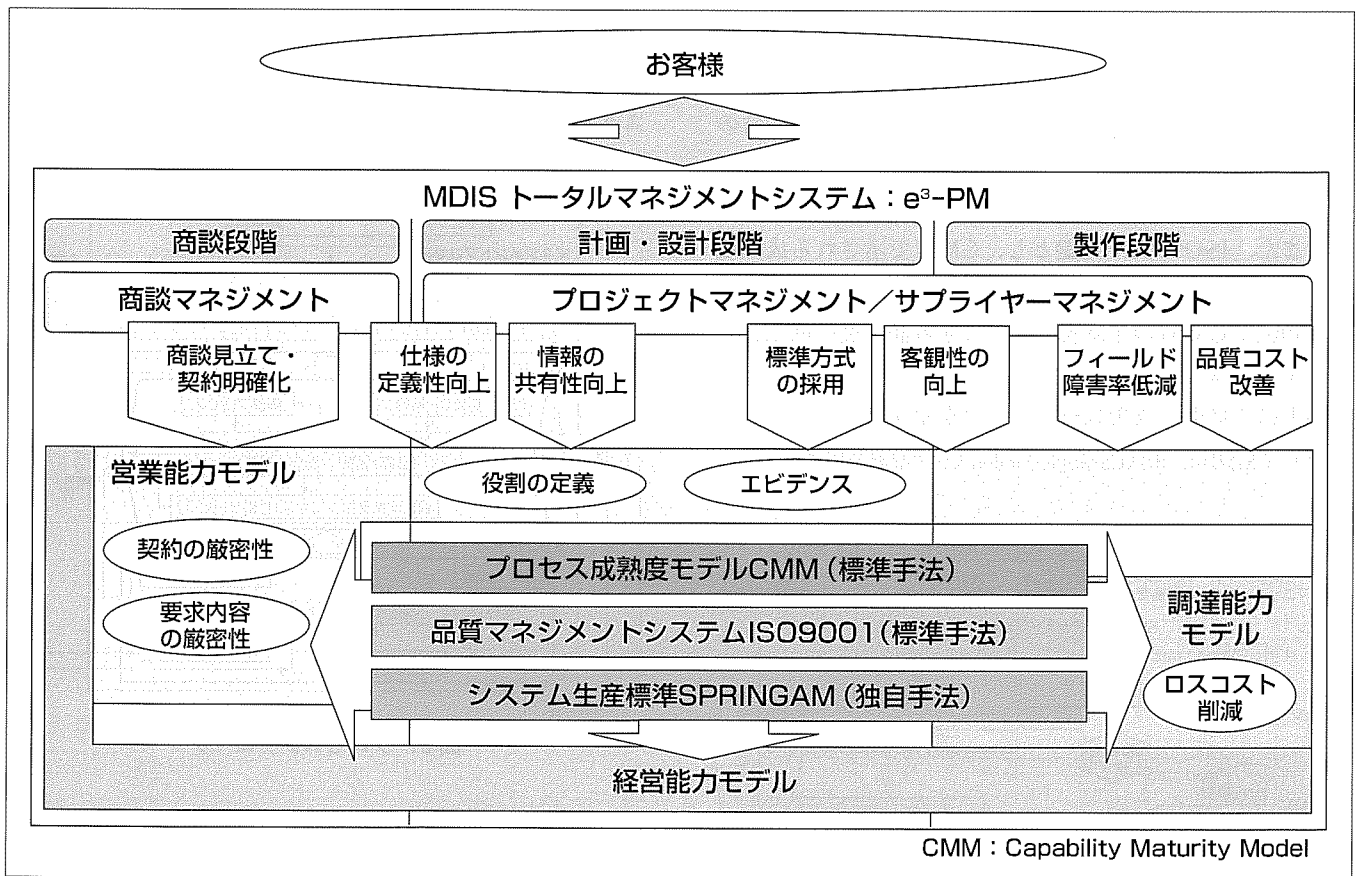 お客様
MDIS トータルマネジメントシステム：e³-PM
商談段階
計画・設計段階
製作段階
商談マネジメント
プロジェクトマネジメント／サプライヤーマネジメント
商談見立て・
契約明確化
仕様の
定義性向上
情報の
共有性向上
標準方式
の採用
客観性の
向上
フィールド
障害率低減
品質コスト
改善
営業能力モデル
役割の定義
エビデンス
契約の厳密性
要求内容
の厳密性
プロセス成熟度モデルCMM（標準手法）
品質マネジメントシステムISO9001（標準手法）
システム生産標準SPRINGAM（独自手法）
調達能力
モデル
ロスコスト
削減
経営能力モデル
CMM：Capability Maturity Model